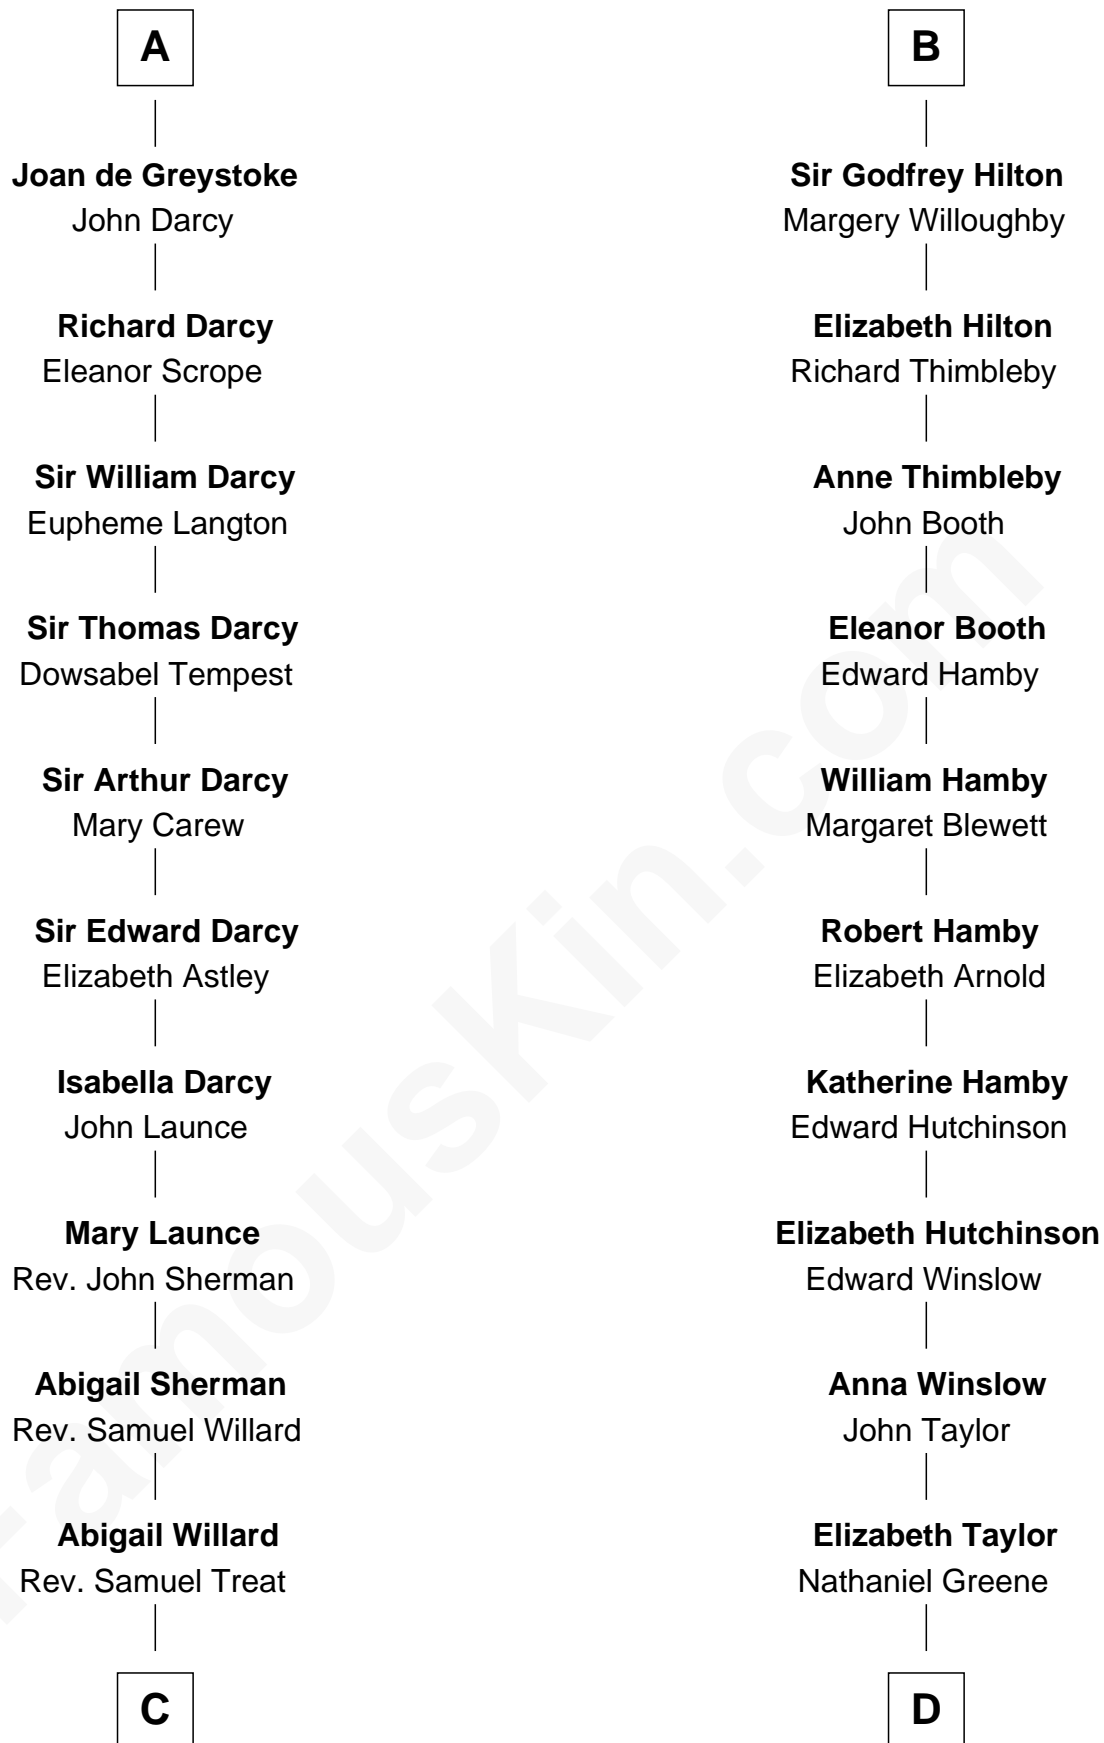 A
Joan de Greystoke
John Darcy
Richard Darcy
Eleanor Scrope
Sir William Darcy
Eupheme Langton
Sir Thomas Darcy
Dowsabel Tempest
Sir Arthur Darcy
Mary Carew
Sir Edward Darcy
Elizabeth Astley
Isabella Darcy
John Launce
Mary Launce
Rev. John Sherman
Abigail Sherman
Rev. Samuel Willard
Abigail Willard
Rev. Samuel Treat
C
B
Sir Godfrey Hilton
Margery Willoughby
Elizabeth Hilton
Richard Thimbleby
Anne Thimbleby
John Booth
Eleanor Booth
Edward Hamby
William Hamby
Margaret Blewett
Robert Hamby
Elizabeth Arnold
Katherine Hamby
Edward Hutchinson
Elizabeth Hutchinson
Edward Winslow
Anna Winslow
John Taylor
Elizabeth Taylor
Nathaniel Greene
D
FamousKin.com